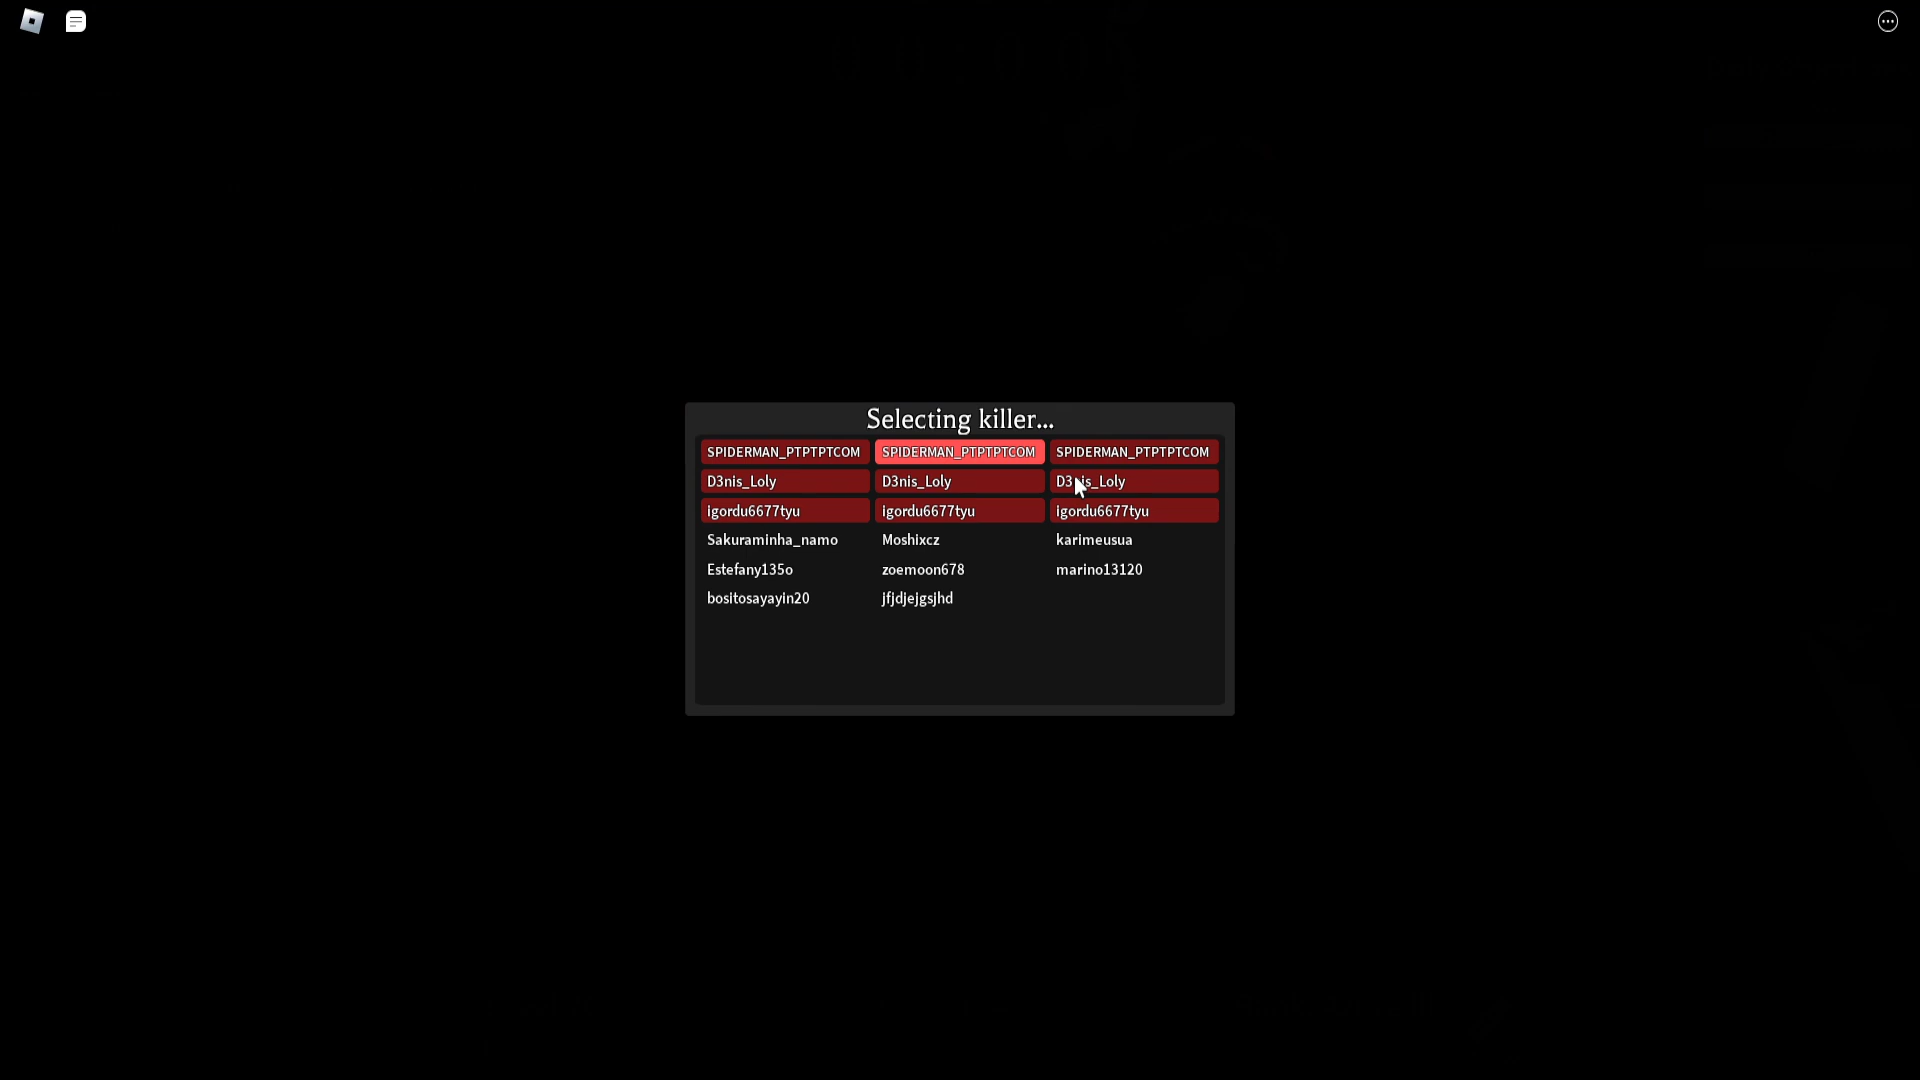 Selecting killer...
SPIDERMAN_PTPTPTCOM SPIDERMAN_PTPTPTCOM SPIDERMAN_PTPTPTCOM
D3nis_Loly D3nis_Loly D3nis_Loly
igordu6677tyu igordu6677tyu igordu6677tyu
Sakuraminha_namo Moshixcz karimeusua
Estefany135o zoemoon678 marino13120
bositosayayin20 jfjdjejgsjhd